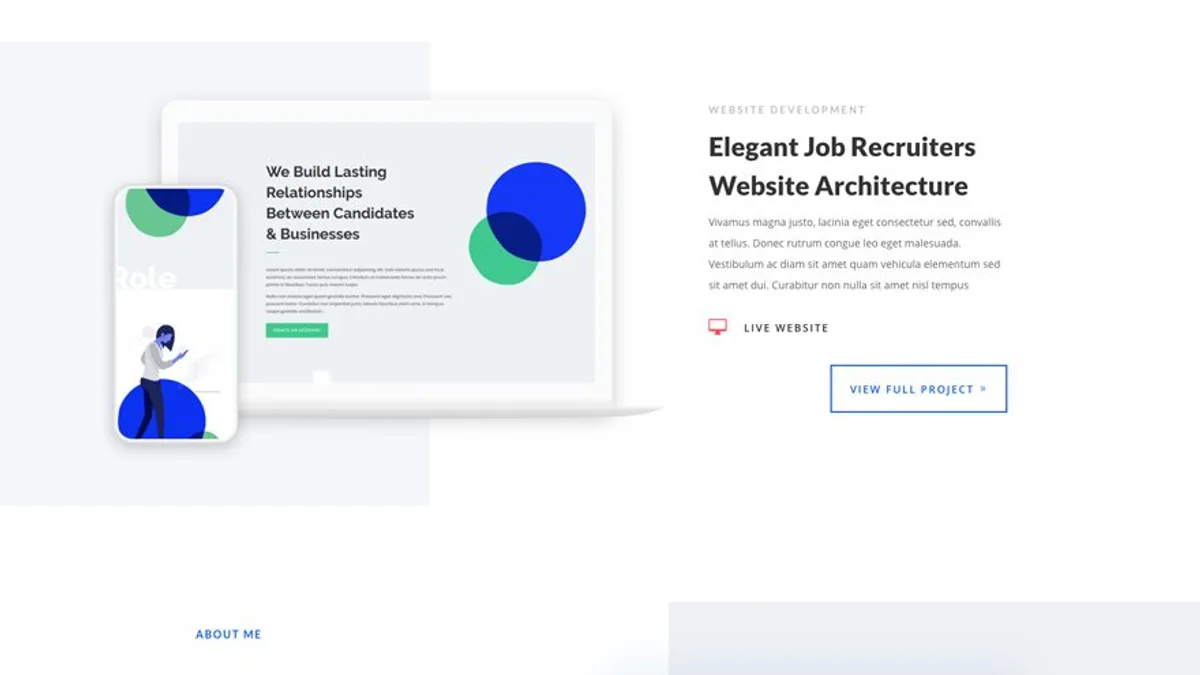 WEBSITE DEVELOPMENT
Elegant Job Recruiters
Website Architecture
Vivamus magna justo, lacinia eget consectetur sed, convallis
at tellus. Donec rutrum congue leo eget malesuada.
Vestibulum ac diam sit amet quam vehicula elementum sed
sit amet dui. Curabitur non nulla sit amet nisl tempus
LIVE WEBSITE
VIEW FULL PROJECT »
We Build Lasting
Relationships
Between Candidates
& Businesses
CREATE AN ACCOUNT
Role
ABOUT ME